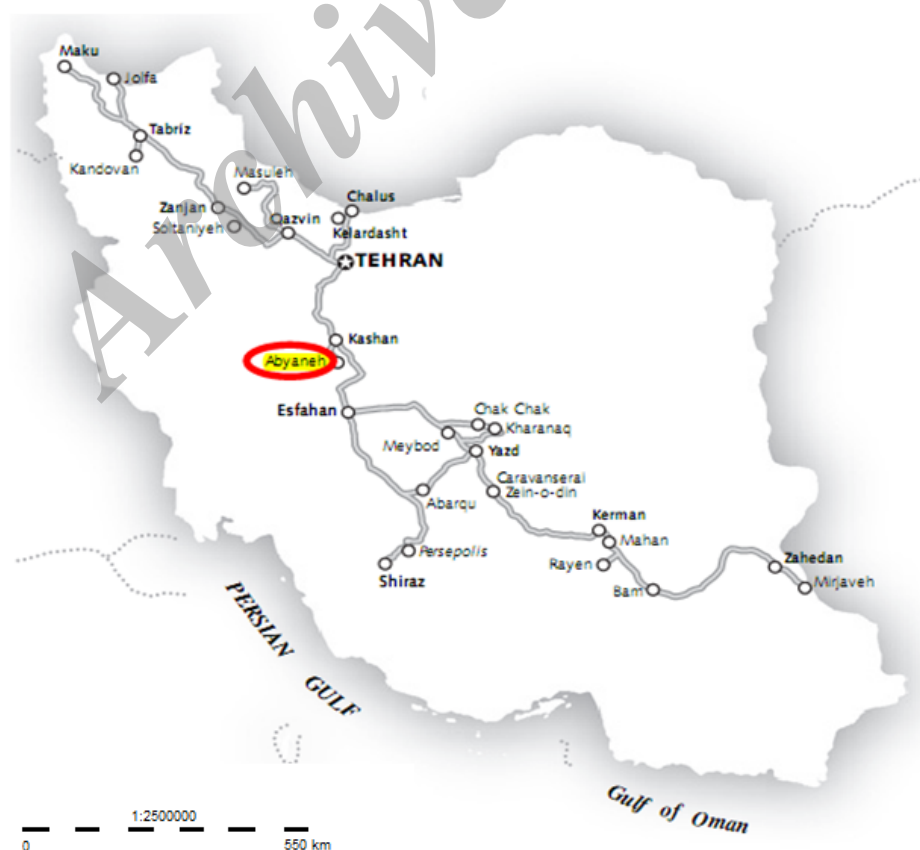 Archive
Maku
Jolfa
Tabriz
Kandovan
Masuleh
Zanjan
Soltaniyeh
Qazvin
Chalus
Kelardasht
TEHRAN
Kashan
Abyaneh
Esfahan
Chak Chak
Kharanaq
Meybod
Yazd
Caravanserai
Zein-o-din
Abarqu
Kerman
Mahan
Persepolis
Rayen
Zahedan
Shiraz
Bam
Mirjaveh
PERSIAN GULF
Gulf of Oman
1:2500000
0 550 km